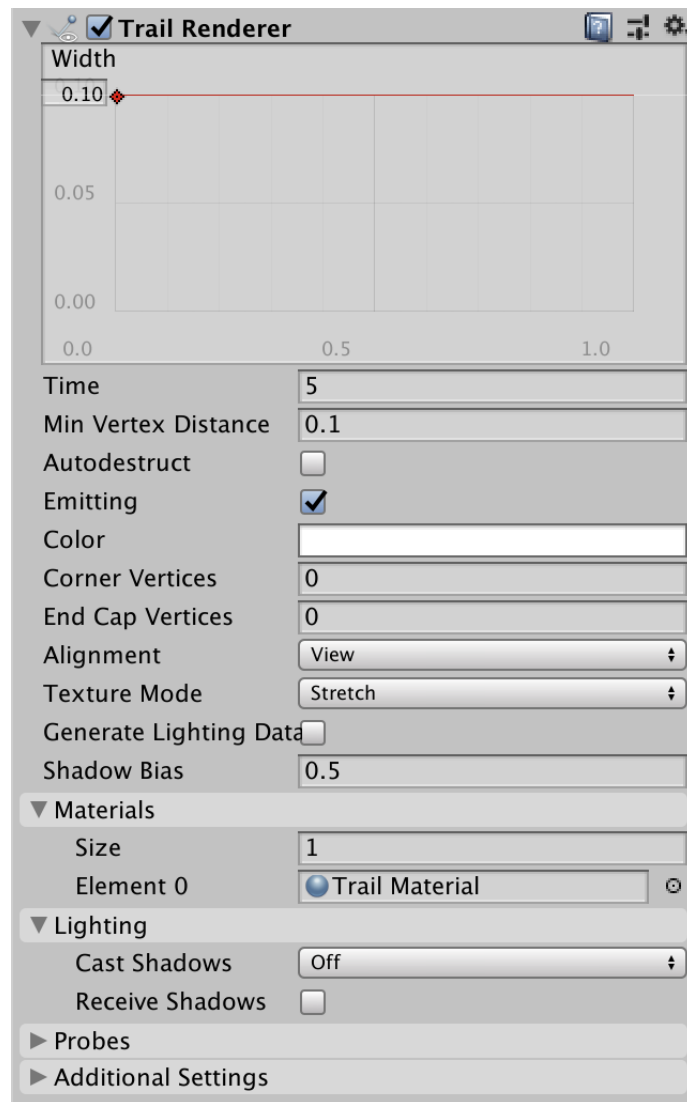 Trail Renderer
Width
0.10
0.05
0.00
0.0 0.5 1.0
Time 5
Min Vertex Distance 0.1
Autodestruct
Emitting
Color
Corner Vertices 0
End Cap Vertices 0
Alignment View
Texture Mode Stretch
Generate Lighting Data
Shadow Bias 0.5
Materials
Size 1
Element 0 Trail Material
Lighting
Cast Shadows Off
Receive Shadows
Probes
Additional Settings